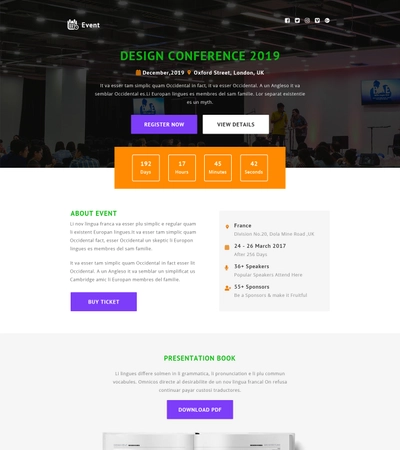 Event
DESIGN CONFERENCE 2019
December,2019 Oxford Street, London, UK
It va esser tam simplic quam Occidental in fact, it va esser. A un Angleso it va
semblar Occidental es.Li Europan lingues es membres del sam familie. Lor separat existentie
es un myth.
REGISTER NOW VIEW DETAILS
192 17 45 42
Days Hours Minutes Seconds
ABOUT EVENT
Li nov lingua franca va esser plu simplic e regular quam
li existent Europan lingues It va esser tam simplic quam
Occidental fact, esser Occidental un skeptic li Europan
lingues es membres del sam familie.
It va esser tam simplic quam Occidental in fact esser it
Occidental. A un Angleso it va semblar un simplificat us
Cambridge amic li Europan lingues membres del familie.
BUY TICKET
France
Division No.20, Dola Mine Road ,UK
24 - 26 March 2017
After 256 Days
36+ Speakers
Popular Speakers Attend Here
35+ Sponsors
Be a Sponsors & make it Fruitful
PRESENTATION BOOK
Li lingues differe solmen in li grammatica, li pronunciation e li plu commun
vocabules. Omnicos directe al desirabilite de un nov lingua franca! On refusa
continuar payar custosi traductores.
DOWNLOAD PDF